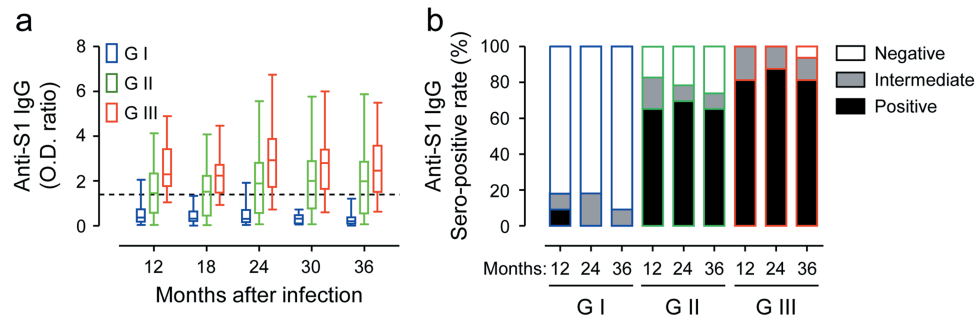 a
8
6
4
2
0
Anti-S1 IgG
(O.D. ratio)
G I
G II
G III
12 18 24 30 36
Months after infection
b
100
80
60
40
20
0
Anti-S1 IgG
Sero-positive rate (%)
Negative
Intermediate
Positive
Months: 12 24 36 12 24 36 12 24 36
G I G II G III